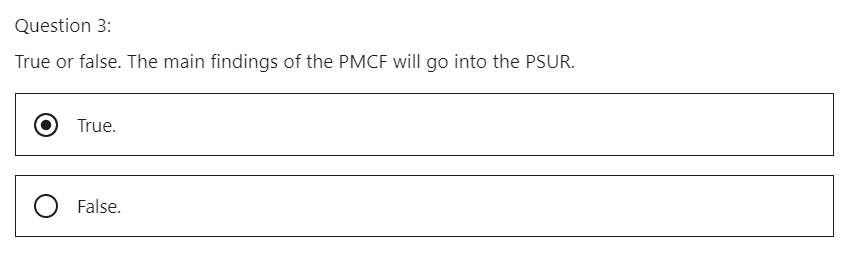 Question 3:
True or false. The main findings of the PMCF will go into the PSUR.
True.
False.